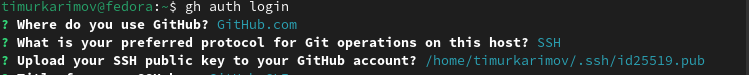 timurkarimov@fedora:~$ gh auth login
? Where do you use GitHub? GitHub.com
? What is your preferred protocol for Git operations on this host? SSH
? Upload your SSH public key to your GitHub account? /home/timurkarimov/.ssh/id25519.pub